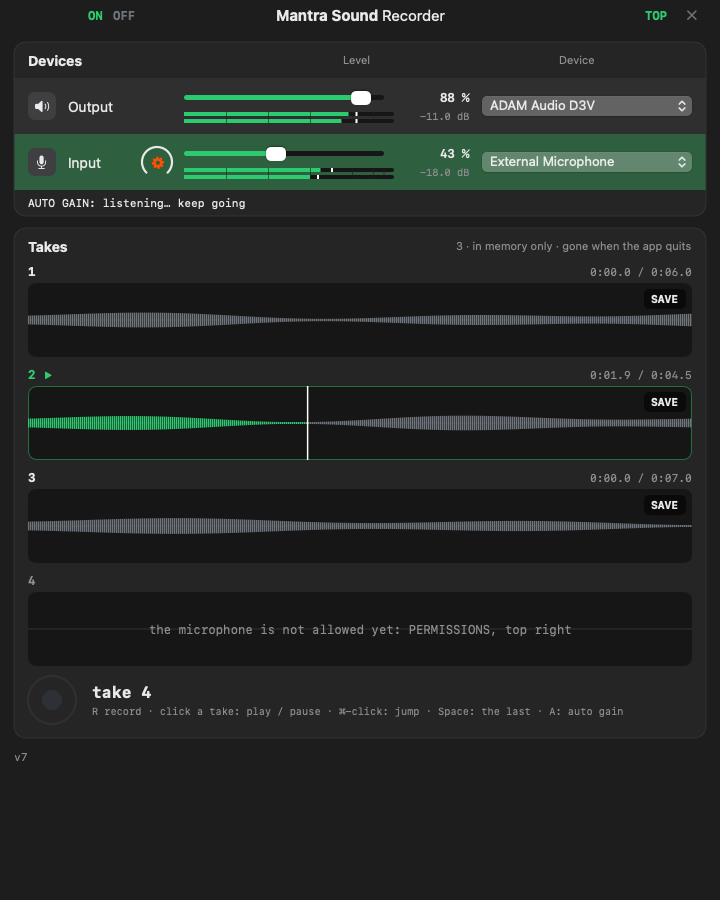 ON OFF Mantra Sound Recorder TOP
Devices Level Device
Output 88 % ADAM Audio D3V
−11.0 dB
Input 43 % External Microphone
−18.0 dB
AUTO GAIN: listening… keep going
Takes 3 · in memory only · gone when the app quits
1 0:00.0 / 0:06.0
SAVE
2 0:01.9 / 0:04.5
SAVE
3 0:00.0 / 0:07.0
SAVE
4
the microphone is not allowed yet: PERMISSIONS, top right
take 4
R record · click a take: play / pause · ⌘–click: jump · Space: the last · A: auto gain
v7